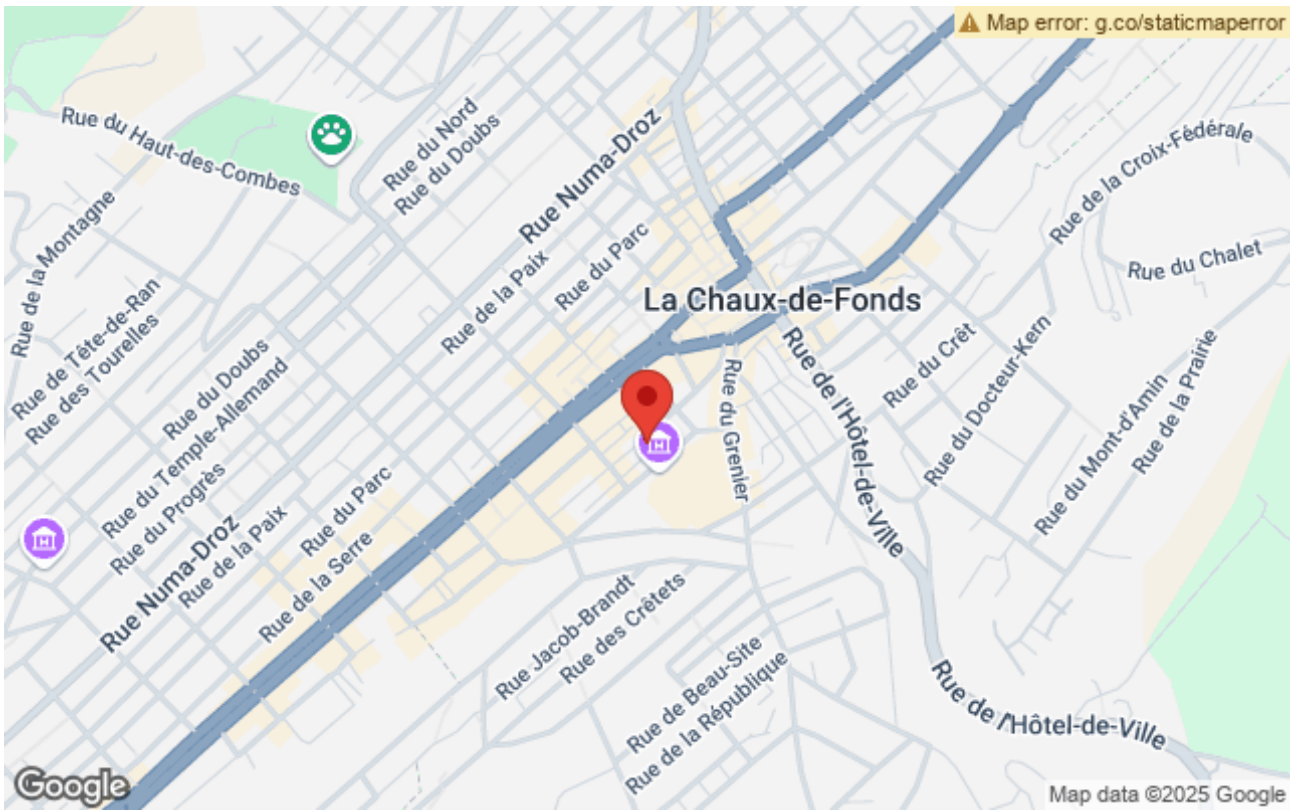 Map error: g.co/staticmaperror
Rue du Haut-des-Combes
Rue du Nord
Rue du Doubs
Rue Numa-Droz
Rue de la Croix-Fédérale
Rue de la Montagne
Rue du Parc
Rue de la Paix
Rue du Chalet
La Chaux-de-Fonds
Rue de Tête-de-Ran
Rue des Tourelles
Rue du Doubs
Rue du Temple-Allemand
Rue du Progrès
Rue Numa-Droz
Rue de la Paix
Rue du Parc
Rue de la Serre
Rue du Grenier
Rue de l'Hôtel-de-Ville
Rue du Crêt
Rue du Docteur-Kern
Rue du Mont-d'Amin
Rue de la Prairie
Rue Jacob-Brandt
Rue des Crêtets
Rue de Beau-Site
Rue de la République
Rue de l'Hôtel-de-Ville
H
H
Google
Map data ©2025 Google